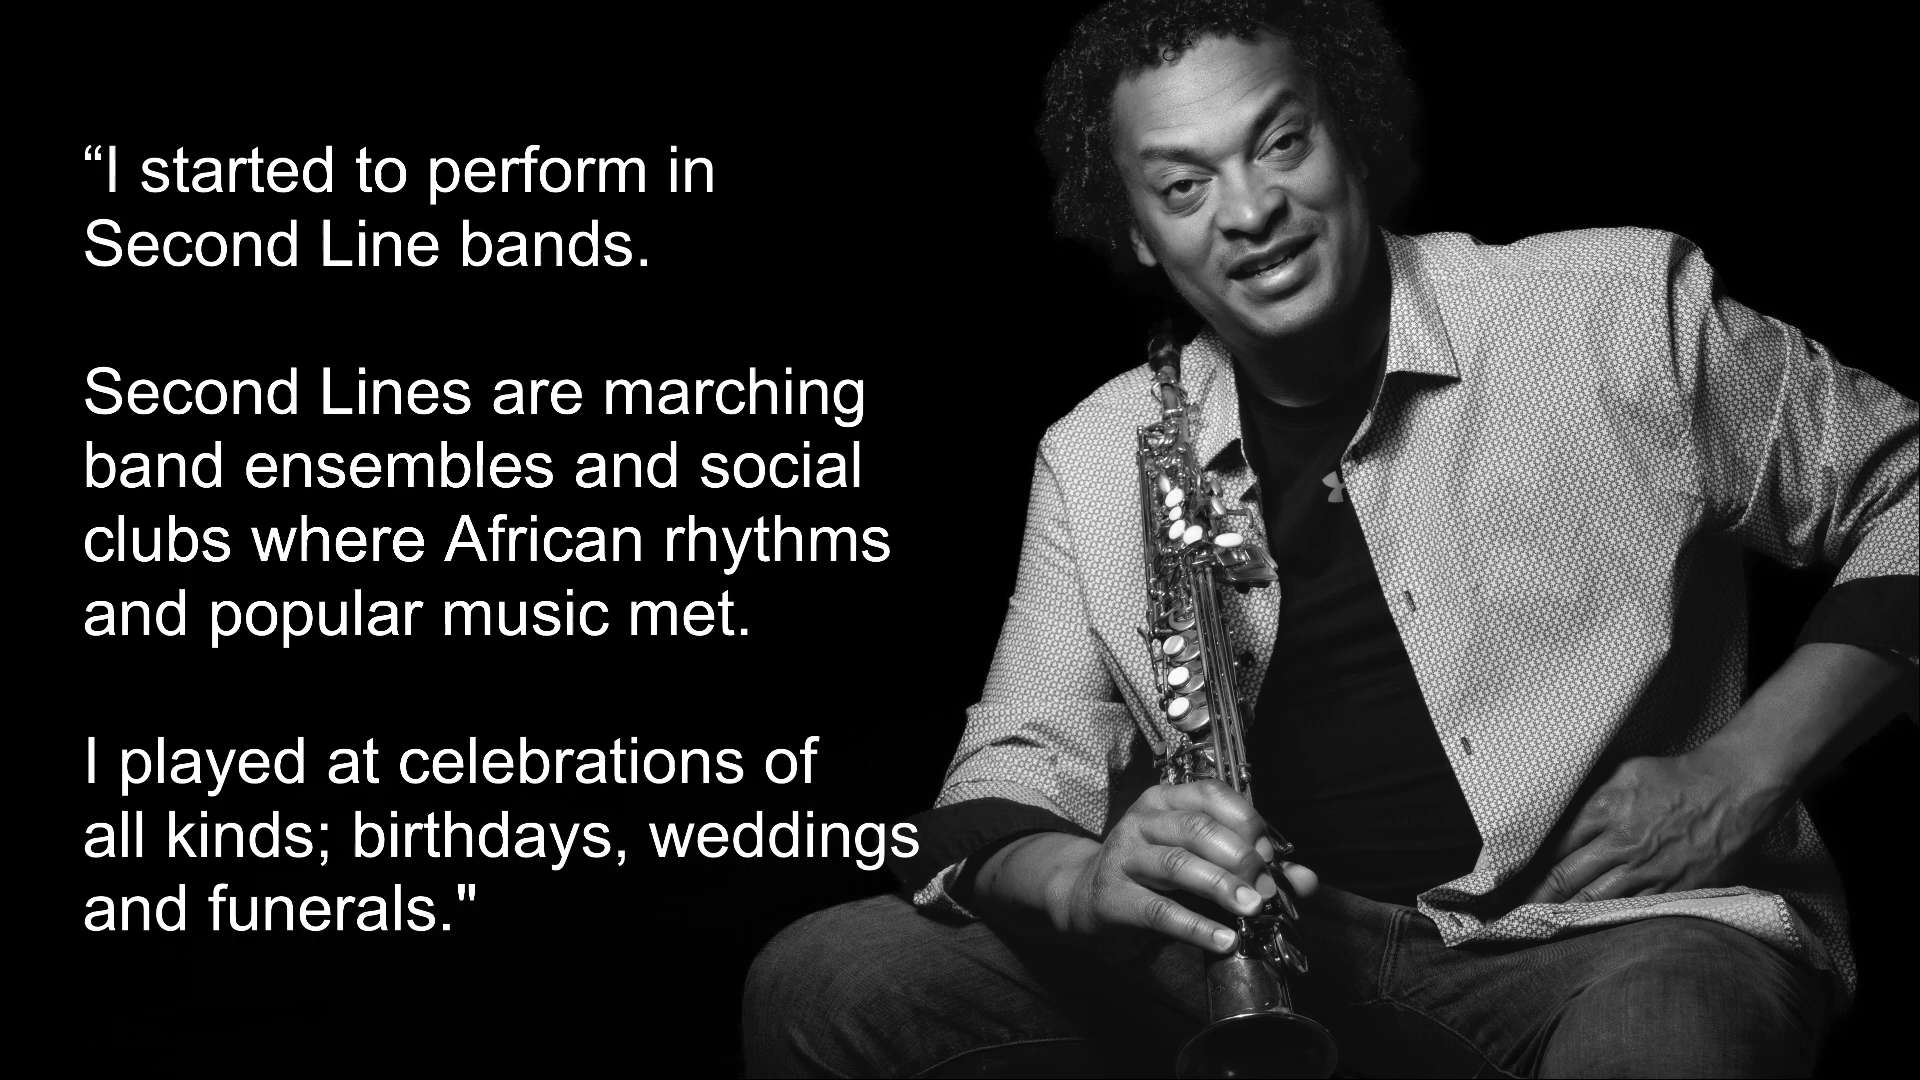 “I started to perform in
Second Line bands.
Second Lines are marching
band ensembles and social
clubs where African rhythms
and popular music met.
I played at celebrations of
all kinds; birthdays, weddings
and funerals."